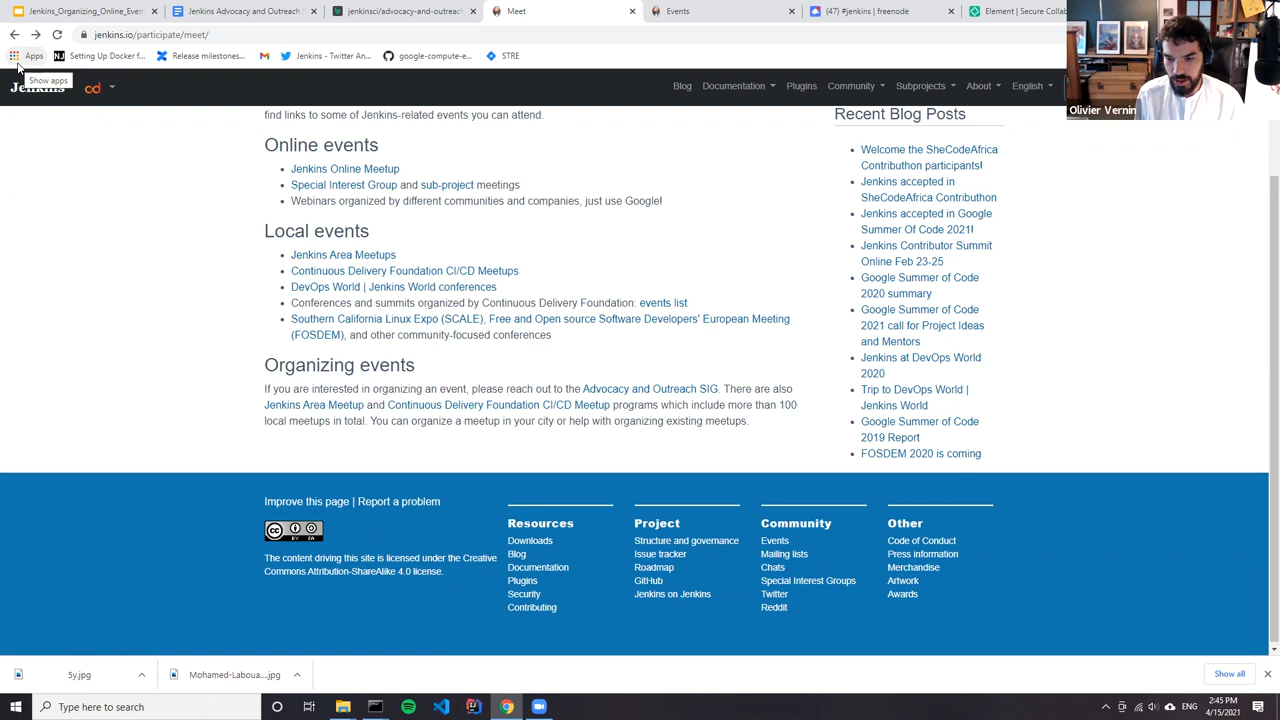 Jenkins_Organizing_Online_Event
Jenkins Advocacy and Outreach S
jenkinsci/advocacy-and-outreach
Meet
Events
(47) #jenkins | freenode
Element | Secure Collab
jenkins.io/participate/meet/
Apps
Setting Up Docker f...
Release milestones...
Jenkins - Twitter An...
google-compute-e...
STRE
Show apps
Jenkins
cd
Blog
Documentation
Plugins
Community
Subprojects
About
English
Olivier Vernin
find links to some of Jenkins-related events you can attend.
Online events
Jenkins Online Meetup
Special Interest Group and sub-project meetings
Webinars organized by different communities and companies, just use Google!
Local events
Jenkins Area Meetups
Continuous Delivery Foundation CI/CD Meetups
DevOps World | Jenkins World conferences
Conferences and summits organized by Continuous Delivery Foundation: events list
Southern California Linux Expo (SCALE), Free and Open source Software Developers' European Meeting
(FOSDEM), and other community-focused conferences
Organizing events
If you are interested in organizing an event, please reach out to the Advocacy and Outreach SIG. There are also
Jenkins Area Meetup and Continuous Delivery Foundation CI/CD Meetup programs which include more than 100
local meetups in total. You can organize a meetup in your city or help with organizing existing meetups.
Recent Blog Posts
Welcome the SheCodeAfrica
Contributhon participants!
Jenkins accepted in
SheCodeAfrica Contributhon
Jenkins accepted in Google
Summer Of Code 2021!
Jenkins Contributor Summit
Online Feb 23-25
Google Summer of Code
2020 summary
Google Summer of Code
2021 call for Project Ideas
and Mentors
Jenkins at DevOps World
2020
Trip to DevOps World |
Jenkins World
Google Summer of Code
2019 Report
FOSDEM 2020 is coming
Improve this page | Report a problem
cc
BY SA
The content driving this site is licensed under the Creative
Commons Attribution-ShareAlike 4.0 license.
Resources
Downloads
Blog
Documentation
Plugins
Security
Contributing
Project
Structure and governance
Issue tracker
Roadmap
GitHub
Jenkins on Jenkins
Community
Events
Mailing lists
Chats
Special Interest Groups
Twitter
Reddit
Other
Code of Conduct
Press information
Merchandise
Artwork
Awards
5y.jpg
Mohamed-Laboua....jpg
Show all
Type here to search
ENG
2:45 PM
4/15/2021